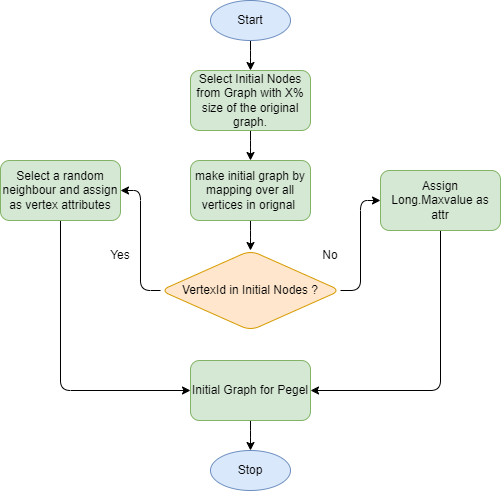 Start
Select Initial Nodes
from Graph with X%
size of the original
graph.
make initial graph by
mapping over all
vertices in orignal
Select a random
neighbour and assign
as vertex attributes
Assign
Long.Maxvalue as
attr
Yes
No
VertexId in Initial Nodes ?
Initial Graph for Pegel
Stop